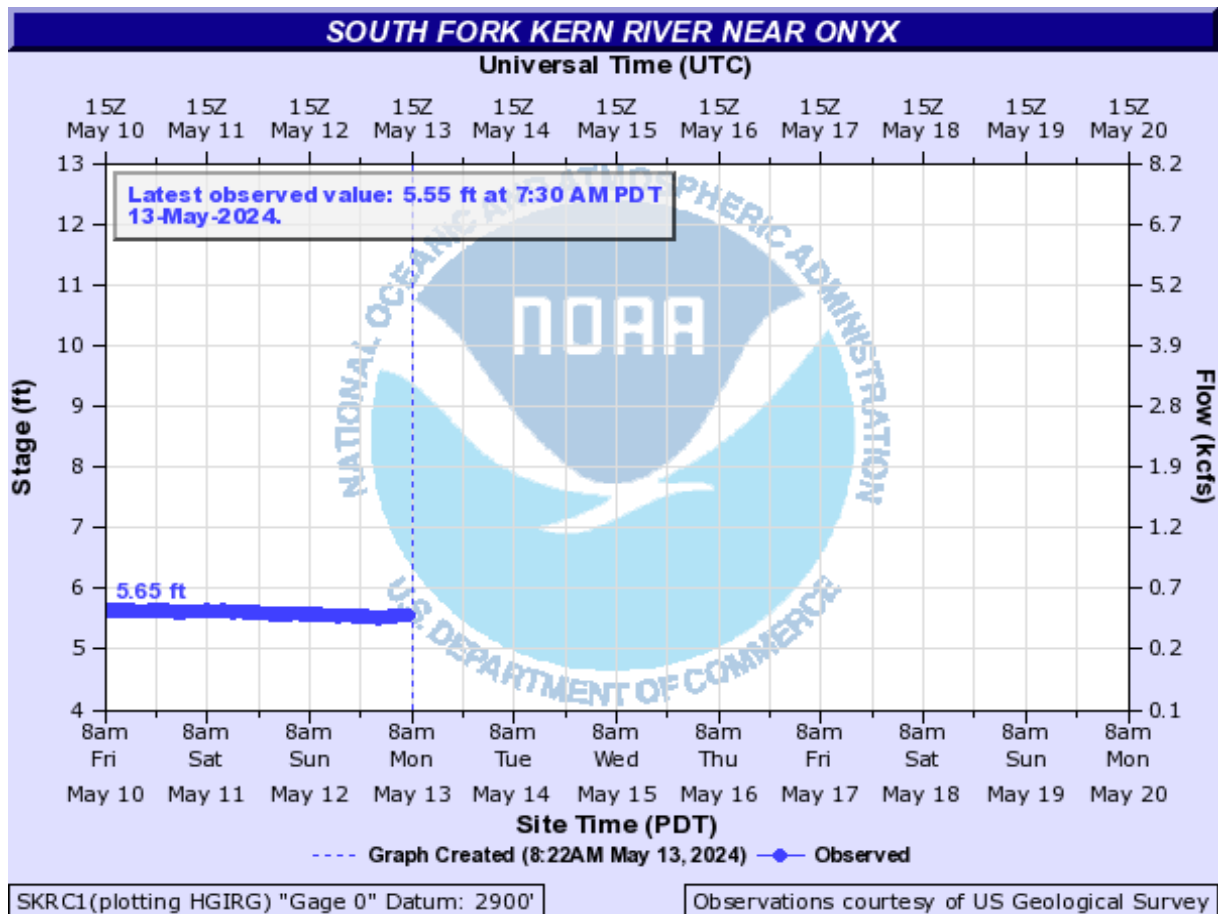 SOUTH FORK KERN RIVER NEAR ONYX
Universal Time (UTC)
15Z 15Z 15Z 15Z 15Z 15Z 15Z 15Z 15Z 15Z 15Z
May 10 May 11 May 12 May 13 May 14 May 15 May 16 May 17 May 18 May 19 May 20
Latest observed value: 5.55 ft at 7:30 AM PDT
13-May-2024.
NATIONAL OCEANIC AND ATMOSPHERIC ADMINISTRATION
NOAA
U.S. DEPARTMENT OF COMMERCE
Stage (ft)
13
12
11
10
9
8
7
6
5
4
5.65 ft
8.2
6.7
5.2
3.9
2.8
1.9
1.2
0.7
0.2
0.1
Flow (kcfs)
8am 8am 8am 8am 8am 8am 8am 8am 8am 8am 8am
Fri Sat Sun Mon Tue Wed Thu Fri Sat Sun Mon
May 10 May 11 May 12 May 13 May 14 May 15 May 16 May 17 May 18 May 19 May 20
Site Time (PDT)
Graph Created (8:22AM May 13, 2024) Observed
SKRC1(plotting HGIRG) "Gage 0" Datum: 2900'
Observations courtesy of US Geological Survey